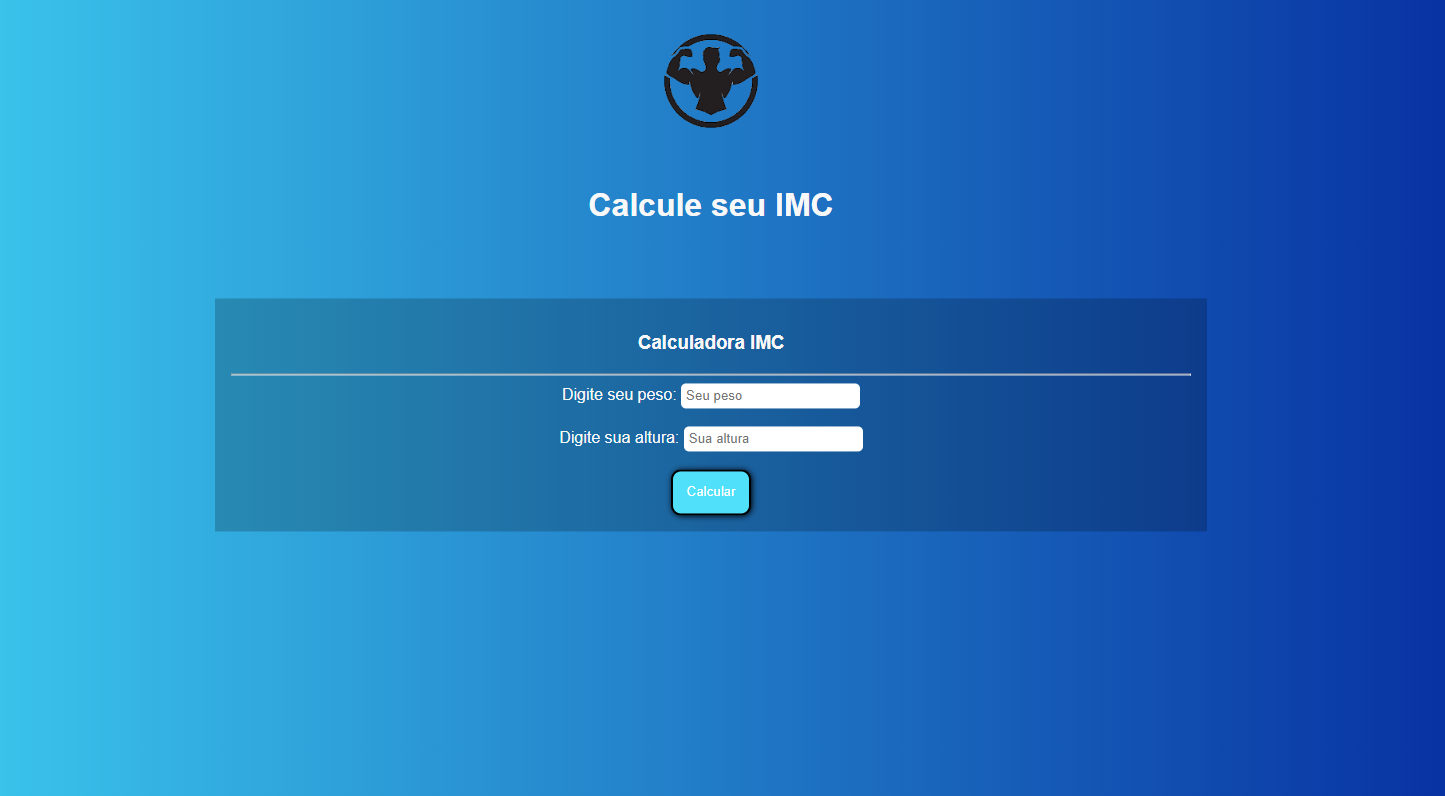 Calcule seu IMC
Calculadora IMC
Digite seu peso: Seu peso
Digite sua altura: Sua altura
Calcular